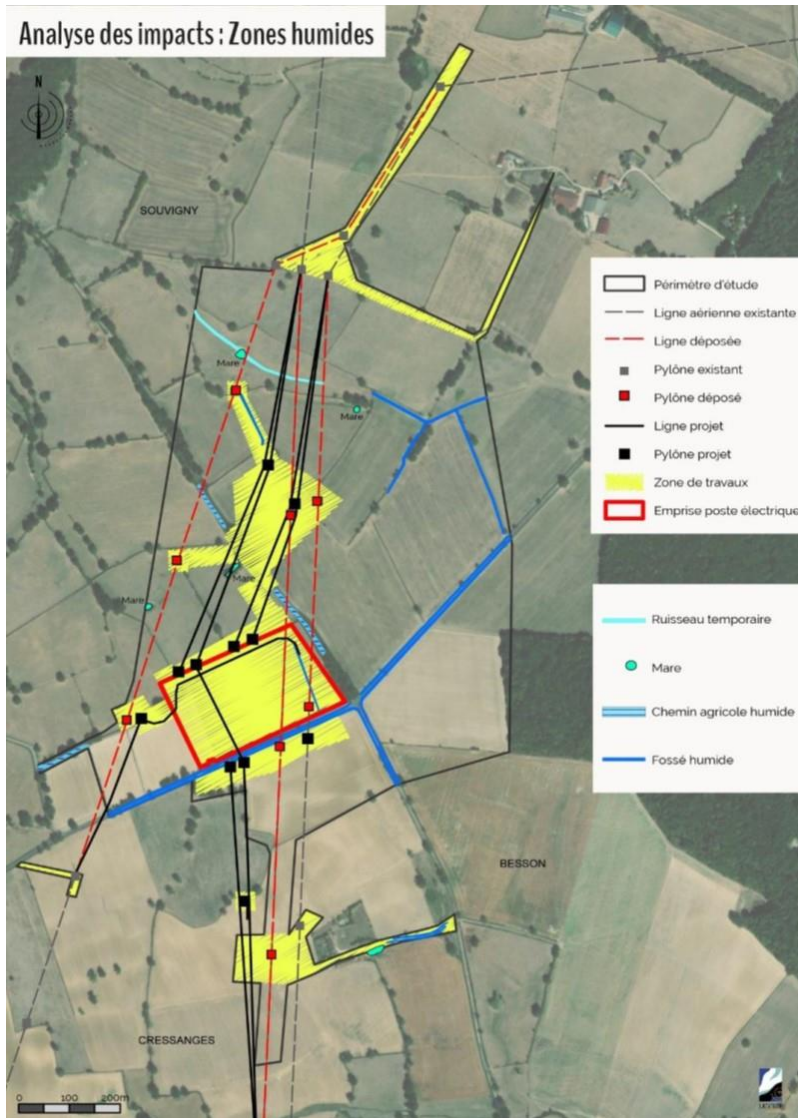 Analyse des impacts : Zones humides
N
SOUVIGNY
Périmètre d'étude
Ligne aérienne existante
Ligne déposée
Pylône existant
Pylône déposé
Ligne projet
Pylône projet
Zone de travaux
Emprise poste électrique
Mare
Mare
Mare
Mare
Ruisseau temporaire
Mare
Chemin agricole humide
Fossé humide
BESSON
CRESSANGES
0 100 200m